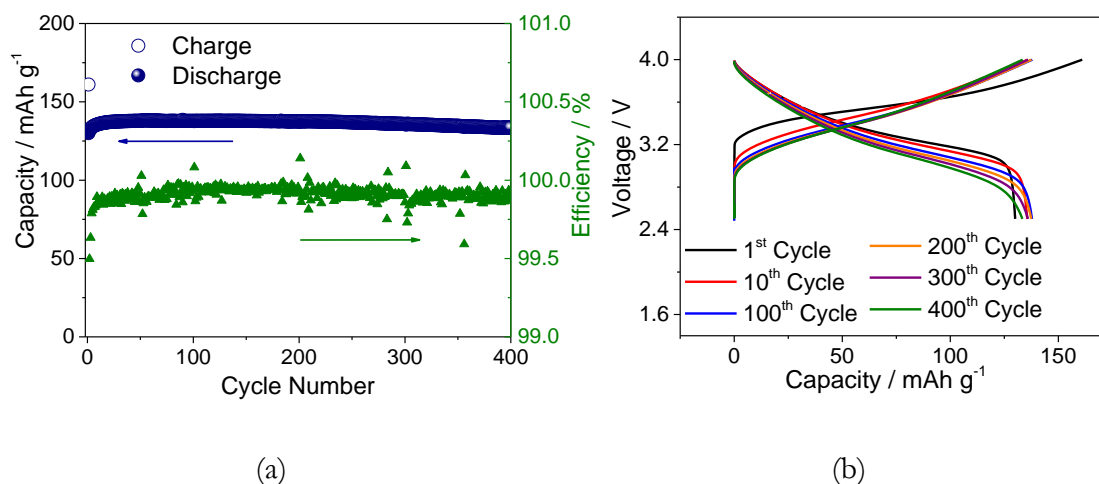 200
150
100
50
0
Capacity / mAh g⁻¹
Charge
Discharge
101.0
100.5
100.0
99.5
99.0
Efficiency / %
0 100 200 300 400
Cycle Number
(a)
4.0
3.2
2.4
1.6
Voltage / V
1ˢᵗ Cycle
10ᵗʰ Cycle
100ᵗʰ Cycle
200ᵗʰ Cycle
300ᵗʰ Cycle
400ᵗʰ Cycle
0 50 100 150
Capacity / mAh g⁻¹
(b)